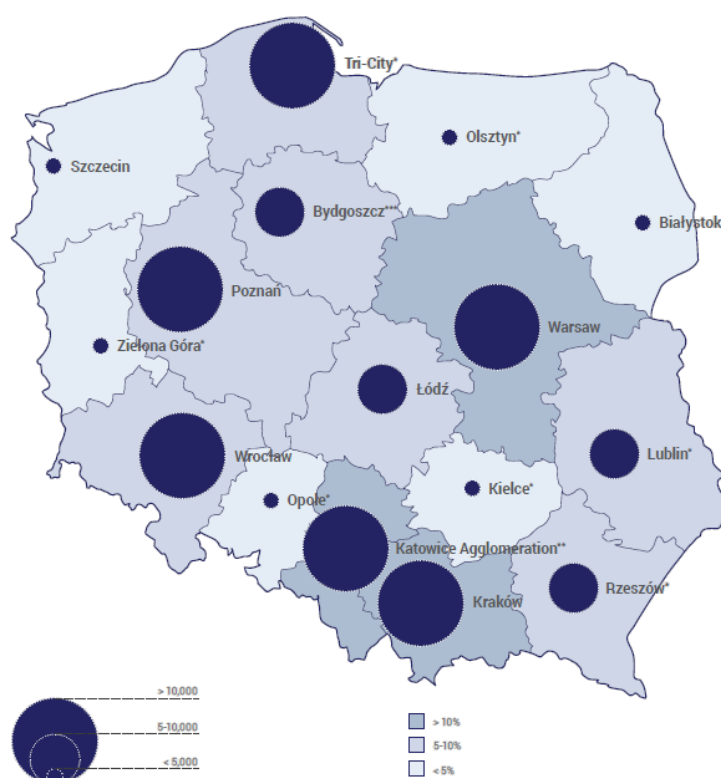 Tri-City*
Olsztyn*
Szczecin
Bydgoszcz***
Białystok
Poznań
Warsaw
Zielona Góra*
Łódź
Wrocław
Lublin*
Opole*
Kielce*
Katowice Agglomeration**
Rzeszów*
Kraków
> 10,000
5-10,000
< 5,000
> 10%
5-10%
< 5%